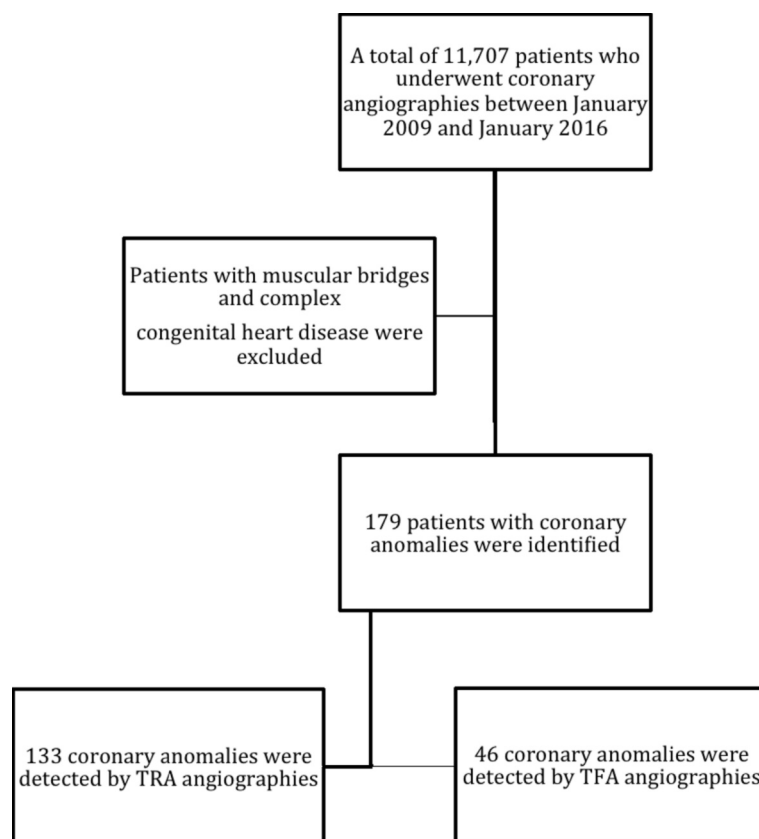 A total of 11,707 patients who
underwent coronary
angiographies between January
2009 and January 2016
Patients with muscular bridges
and complex
congenital heart disease were
excluded
179 patients with coronary
anomalies were identified
133 coronary anomalies were
detected by TRA angiographies
46 coronary anomalies were
detected by TFA angiographies